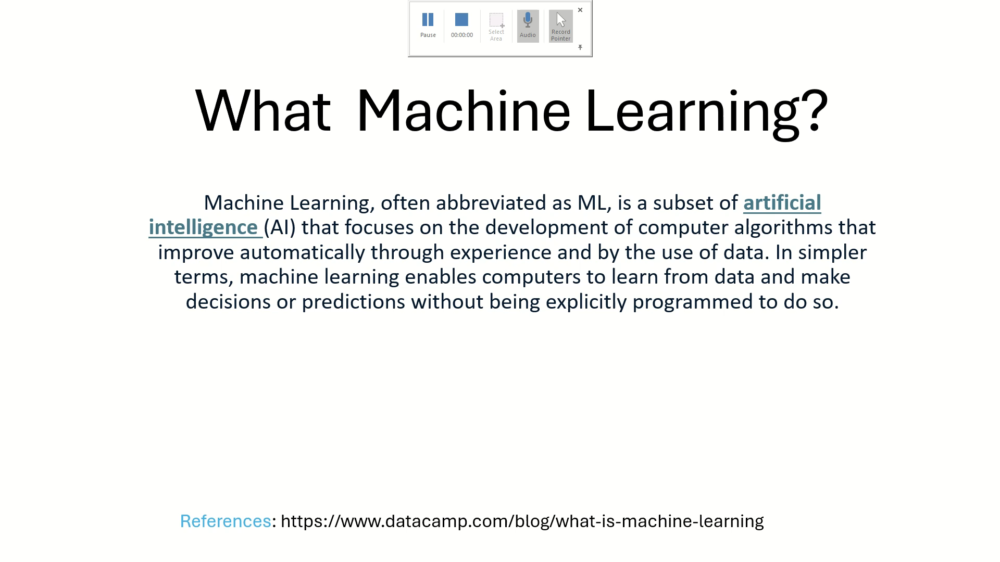 Pause
00:00:00
Select
Area
Audio
Record
Pointer
What  Machine Learning?
Machine Learning, often abbreviated as ML, is a subset of artificial
intelligence (AI) that focuses on the development of computer algorithms that
improve automatically through experience and by the use of data. In simpler
terms, machine learning enables computers to learn from data and make
decisions or predictions without being explicitly programmed to do so.
References: https://www.datacamp.com/blog/what-is-machine-learning